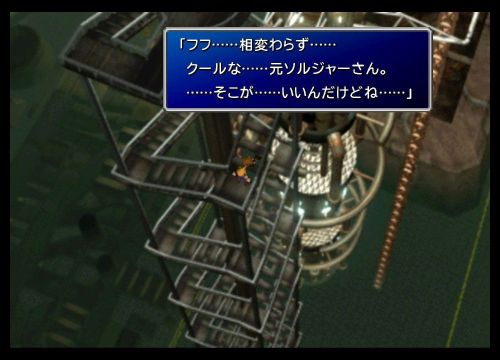 「フフ……相変わらず……
クールな……元ソルジャーさん。
……そこが……いいんだけどね……」